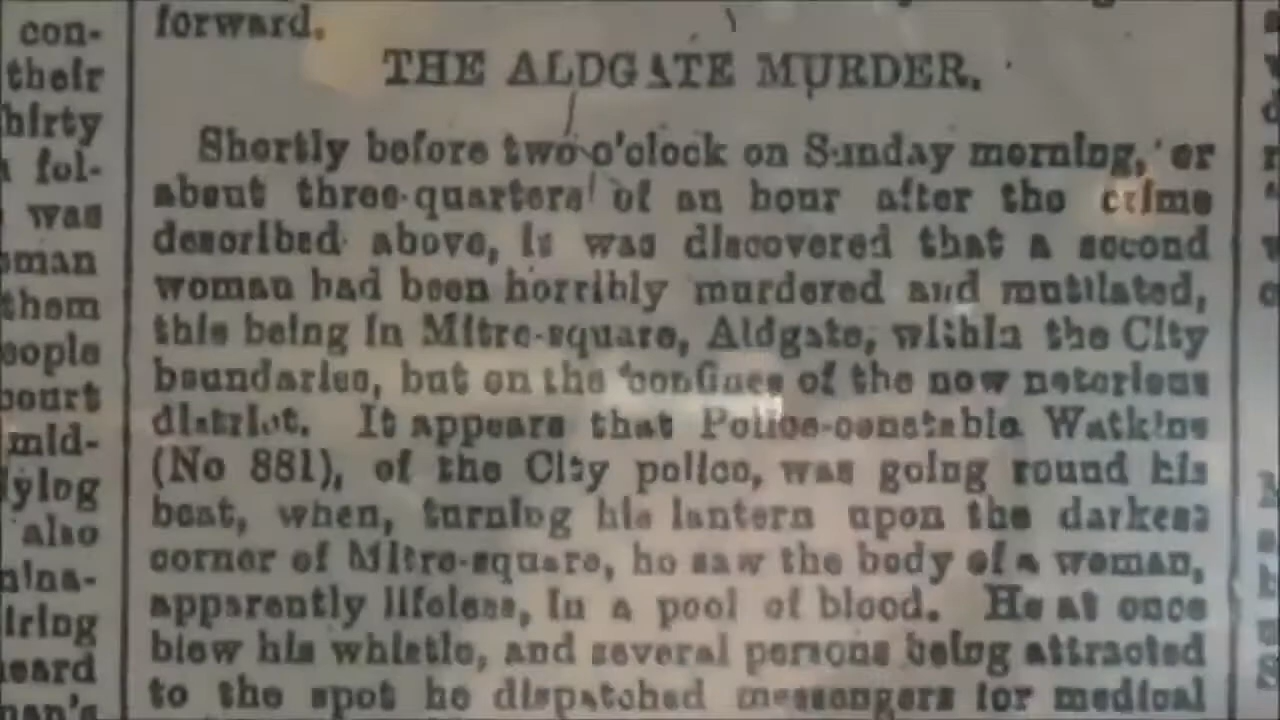 forward.
THE ALDGATE MURDER.
Shortly before two o'clock on Sunday morning, or
about three-quarters of an hour after the crime
described above, it was discovered that a second
woman had been horribly murdered and mutilated,
this being in Mitre-square, Aldgate, within the City
boundaries, but on the confines of the now notorious
district. It appears that Police-constable Watkins
(No 881), of the City police, was going round his
beat, when, turning his lantern upon the darkest
corner of Mitre-square, he saw the body of a woman,
apparently lifeless, in a pool of blood. He at once
blew his whistle, and several persons being attracted
to the spot he dispatched messengers for medical
con-
their
hirty
fol-
was
them
eople
court
mid-
ylog
also
nina-
iring
heard
man's